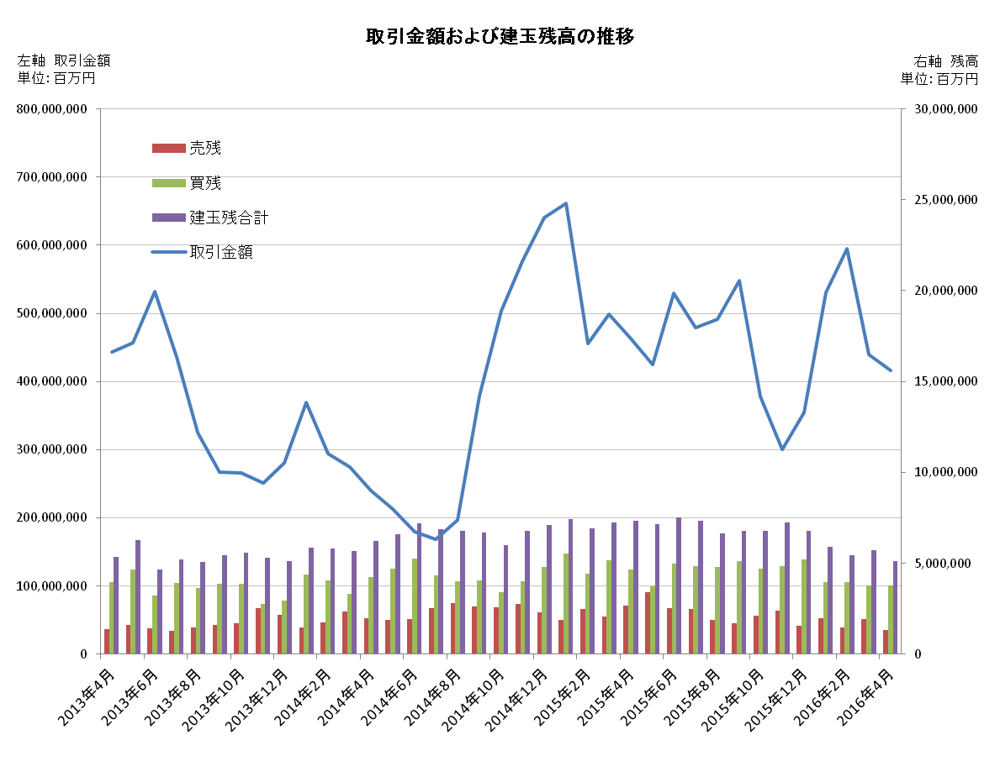 取引金額および建玉残高の推移
左軸 取引金額
単位：百万円
右軸 残高
単位：百万円
800,000,000
700,000,000
600,000,000
500,000,000
400,000,000
300,000,000
200,000,000
100,000,000
0
30,000,000
25,000,000
20,000,000
15,000,000
10,000,000
5,000,000
0
売残
買残
建玉残合計
取引金額
2013年4月
2013年6月
2013年8月
2013年10月
2013年12月
2014年2月
2014年4月
2014年6月
2014年8月
2014年10月
2014年12月
2015年2月
2015年4月
2015年6月
2015年8月
2015年10月
2015年12月
2016年2月
2016年4月